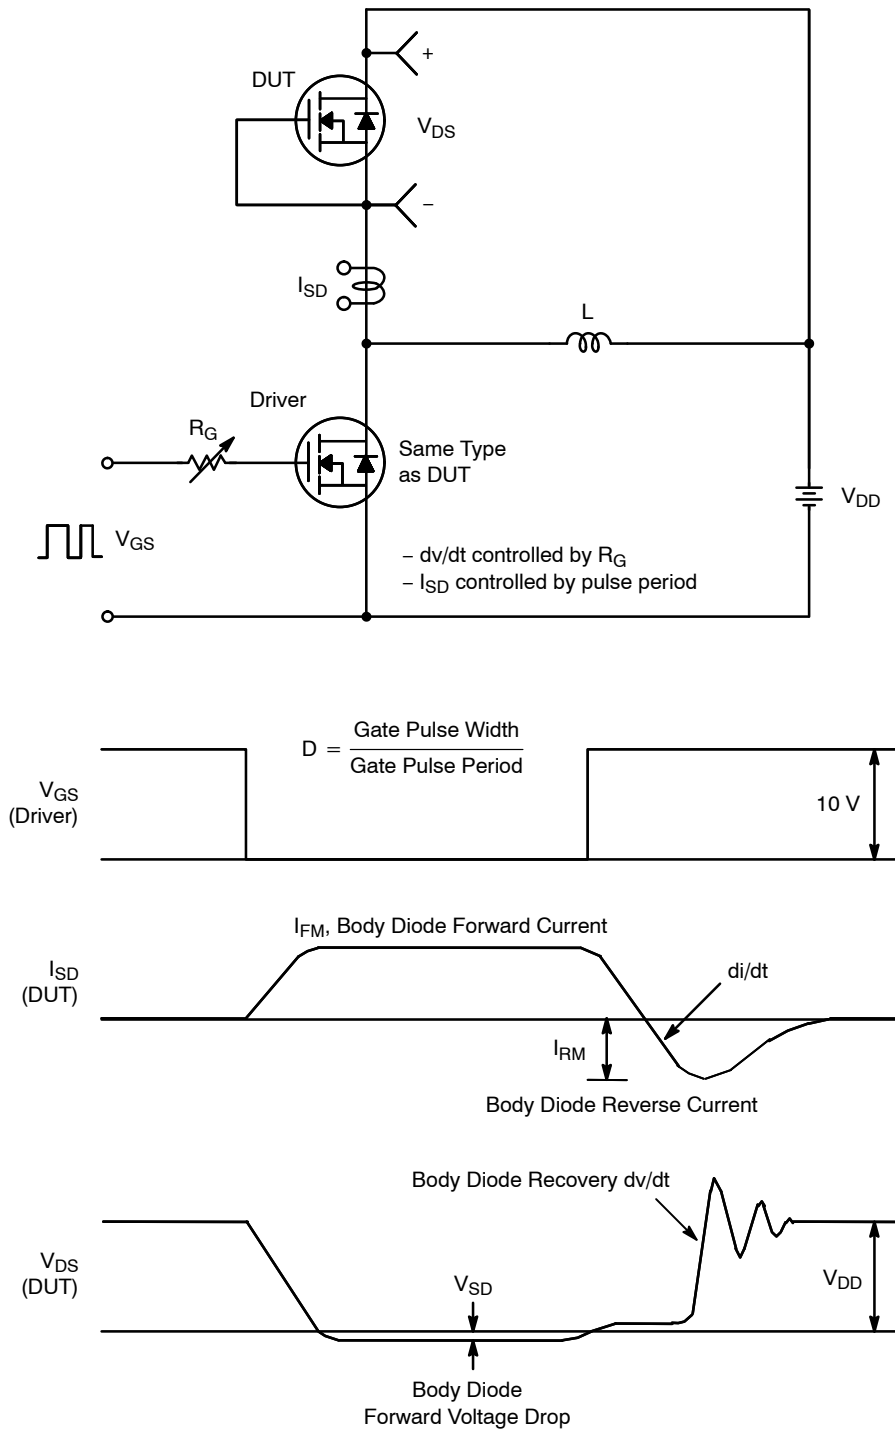 +
DUT
V_DS
−
I_SD
L
Driver
R_G
Same Type
as DUT
V_DD
V_GS
− dv/dt controlled by R_G
− I_SD controlled by pulse period
D = Gate Pulse Width
Gate Pulse Period
V_GS
(Driver)
10 V
I_FM, Body Diode Forward Current
I_SD
(DUT)
di/dt
I_RM
Body Diode Reverse Current
Body Diode Recovery dv/dt
V_DS
(DUT)
V_SD
V_DD
Body Diode
Forward Voltage Drop